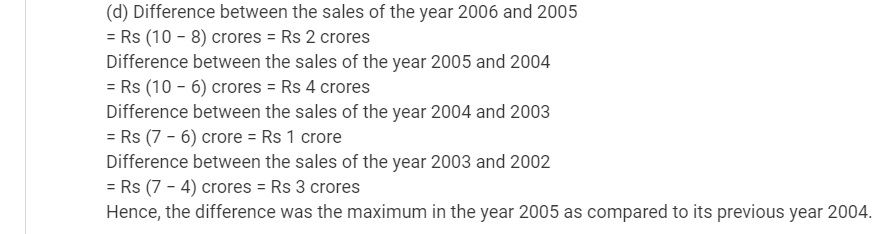 (d) Difference between the sales of the year 2006 and 2005
= Rs (10 − 8) crores = Rs 2 crores
Difference between the sales of the year 2005 and 2004
= Rs (10 − 6) crores = Rs 4 crores
Difference between the sales of the year 2004 and 2003
= Rs (7 − 6) crore = Rs 1 crore
Difference between the sales of the year 2003 and 2002
= Rs (7 − 4) crores = Rs 3 crores
Hence, the difference was the maximum in the year 2005 as compared to its previous year 2004.